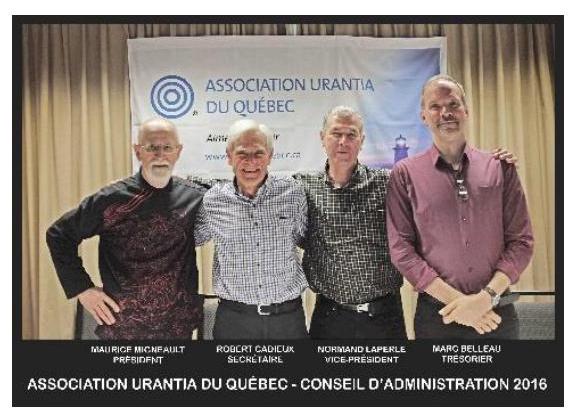 ASSOCIATION URANTIA
DU QUÉBEC
MAURICE MIGNEAULT
PRÉSIDENT
ROBERT CADIEUX
SECRÉTAIRE
NORMAND LAPERLE
VICE-PRÉSIDENT
MARC BELLEAU
TRÉSORIER
ASSOCIATION URANTIA DU QUÉBEC - CONSEIL D'ADMINISTRATION 2016